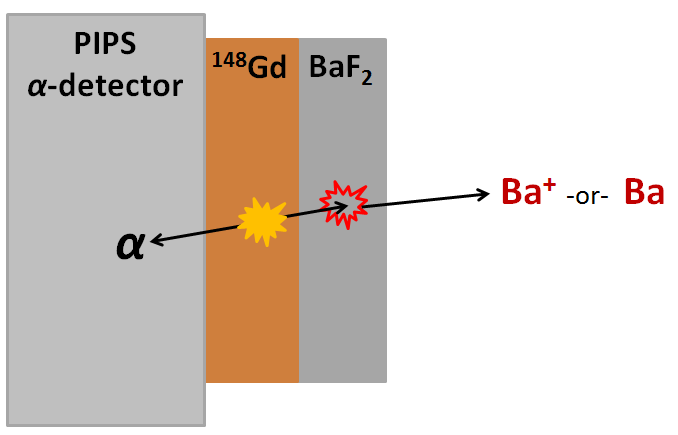 PIPS
α-detector
¹⁴⁸Gd
BaF₂
α
Ba⁺ -or- Ba